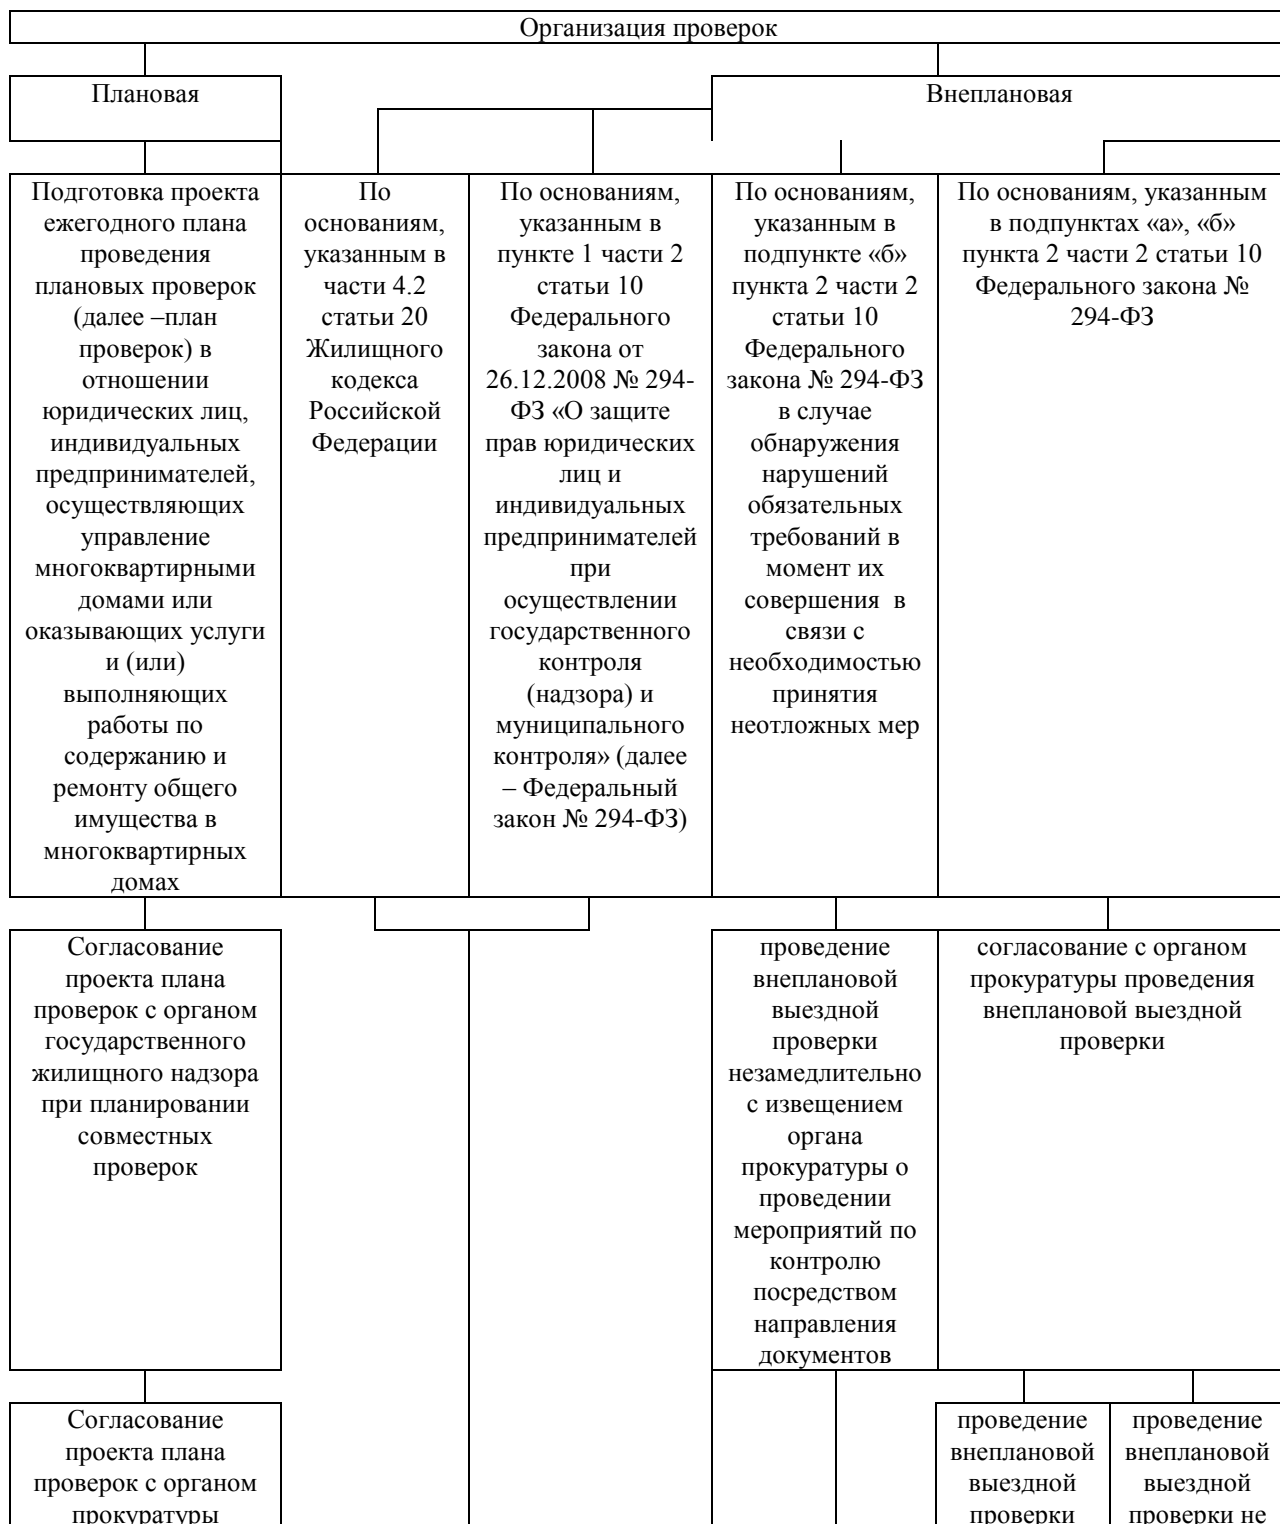 Организация проверок
Плановая
Внеплановая
Подготовка проекта
ежегодного плана
проведения
плановых проверок
(далее –план
проверок) в
отношении
юридических лиц,
индивидуальных
предпринимателей,
осуществляющих
управление
многоквартирными
домами или
оказывающих услуги
и (или)
выполняющих
работы по
содержанию и
ремонту общего
имущества в
многоквартирных
домах
По
основаниям,
указанным в
части 4.2
статьи 20
Жилищного
кодекса
Российской
Федерации
По основаниям,
указанным в
пункте 1 части 2
статьи 10
Федерального
закона от
26.12.2008 № 294-
ФЗ «О защите
прав юридических
лиц и
индивидуальных
предпринимателей
при
осуществлении
государственного
контроля
(надзора) и
муниципального
контроля» (далее
– Федеральный
закон № 294-ФЗ)
По основаниям,
указанным в
подпункте «б»
пункта 2 части 2
статьи 10
Федерального
закона № 294-ФЗ
в случае
обнаружения
нарушений
обязательных
требований в
момент их
совершения  в
связи с
необходимостью
принятия
неотложных мер
По основаниям, указанным
в подпунктах «а», «б»
пункта 2 части 2 статьи 10
Федерального закона №
294-ФЗ
Согласование
проекта плана
проверок с органом
государственного
жилищного надзора
при планировании
совместных
проверок
проведение
внеплановой
выездной
проверки
незамедлительно
с извещением
органа
прокуратуры о
проведении
мероприятий по
контролю
посредством
направления
документов
согласование с органом
прокуратуры проведения
внеплановой выездной
проверки
Согласование
проекта плана
проверок с органом
прокуратуры
проведение
внеплановой
выездной
проверки
проведение
внеплановой
выездной
проверки не